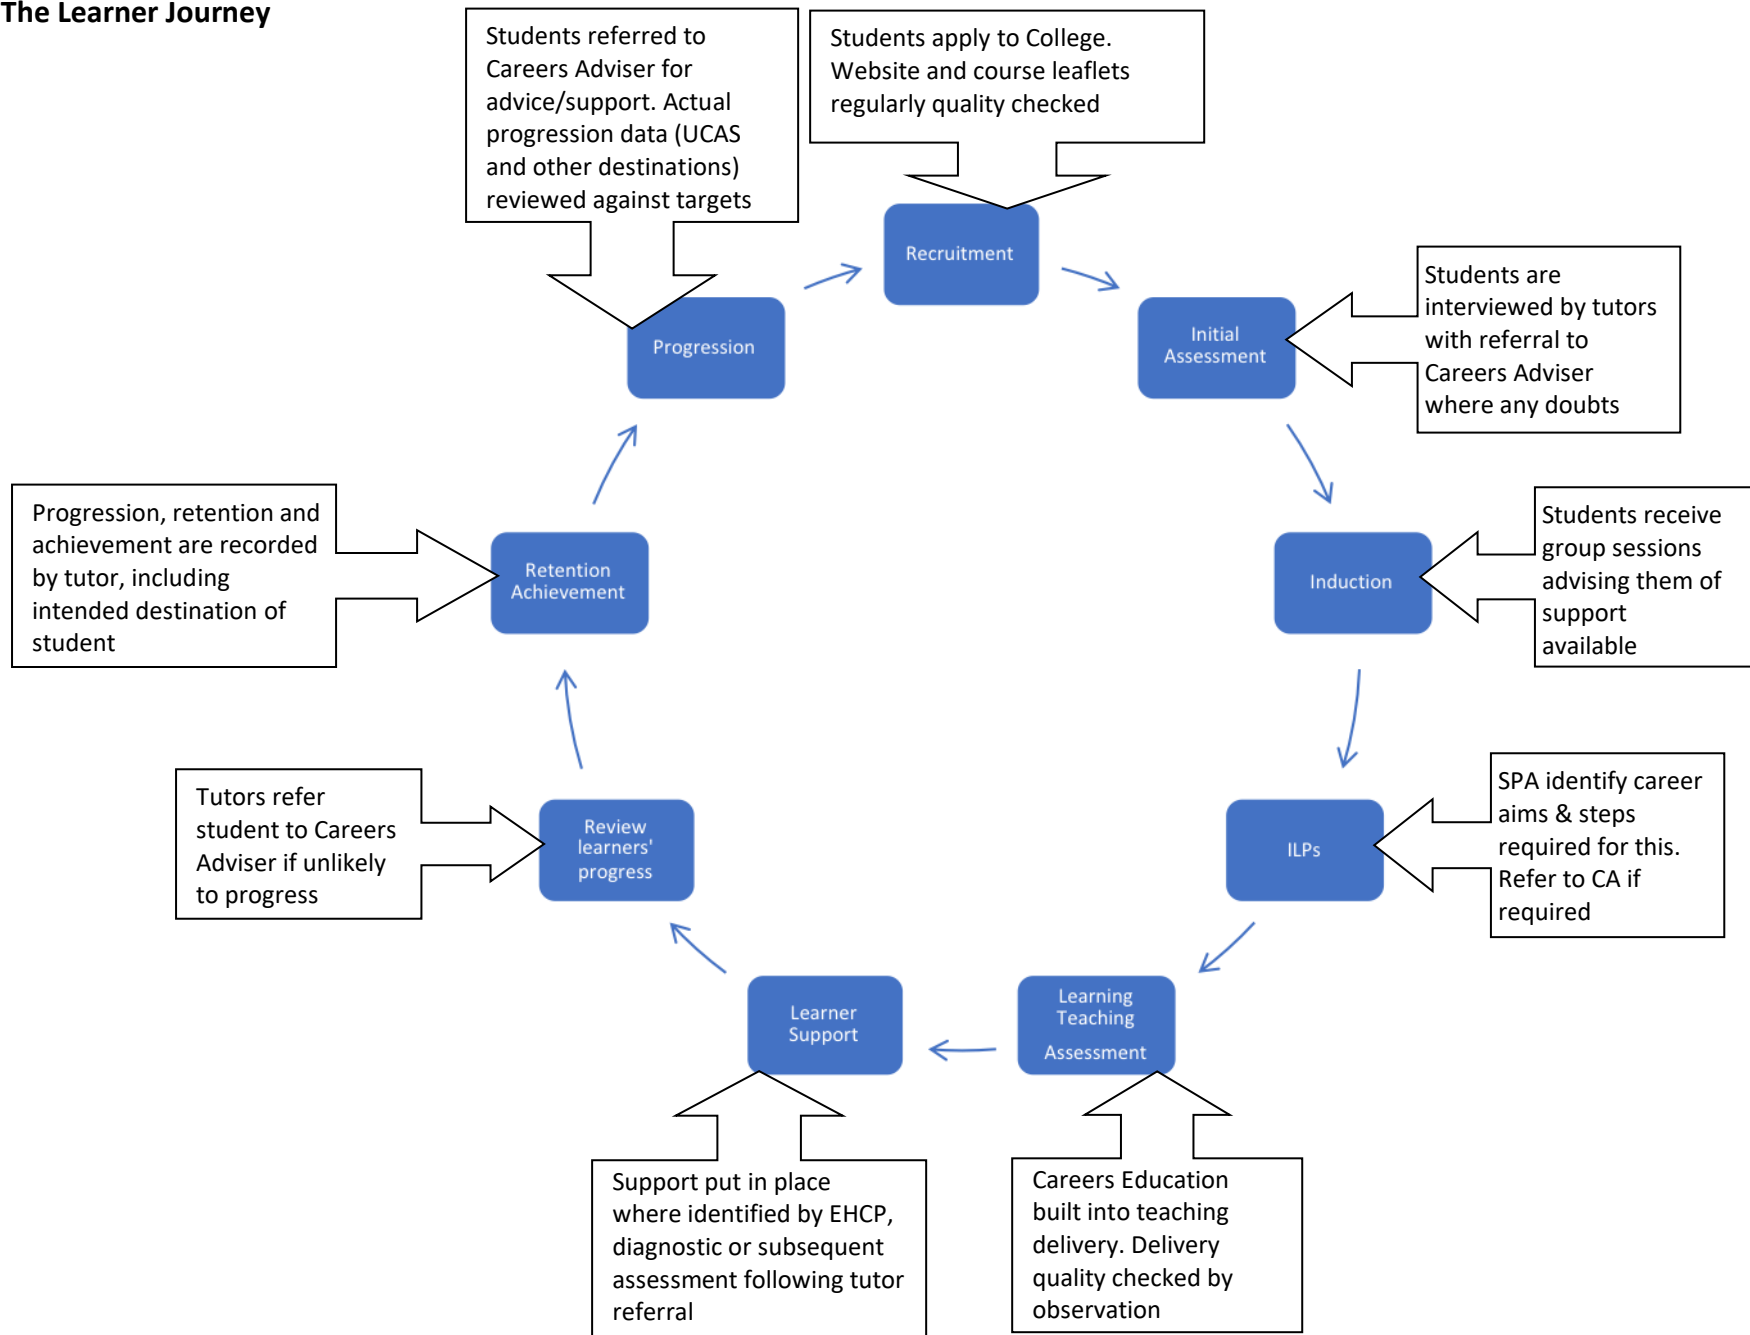 The Learner Journey
Students referred to
Careers Adviser for
advice/support. Actual
progression data (UCAS
and other destinations)
reviewed against targets
Students apply to College.
Website and course leaflets
regularly quality checked
Recruitment
Progression
Initial
Assessment
Students are
interviewed by tutors
with referral to
Careers Adviser
where any doubts
Progression, retention and
achievement are recorded
by tutor, including
intended destination of
student
Retention
Achievement
Induction
Students receive
group sessions
advising them of
support
available
Tutors refer
student to Careers
Adviser if unlikely
to progress
Review
learners'
progress
ILPs
SPA identify career
aims & steps
required for this.
Refer to CA if
required
Learner
Support
Learning
Teaching
Assessment
Support put in place
where identified by EHCP,
diagnostic or subsequent
assessment following tutor
referral
Careers Education
built into teaching
delivery. Delivery
quality checked by
observation